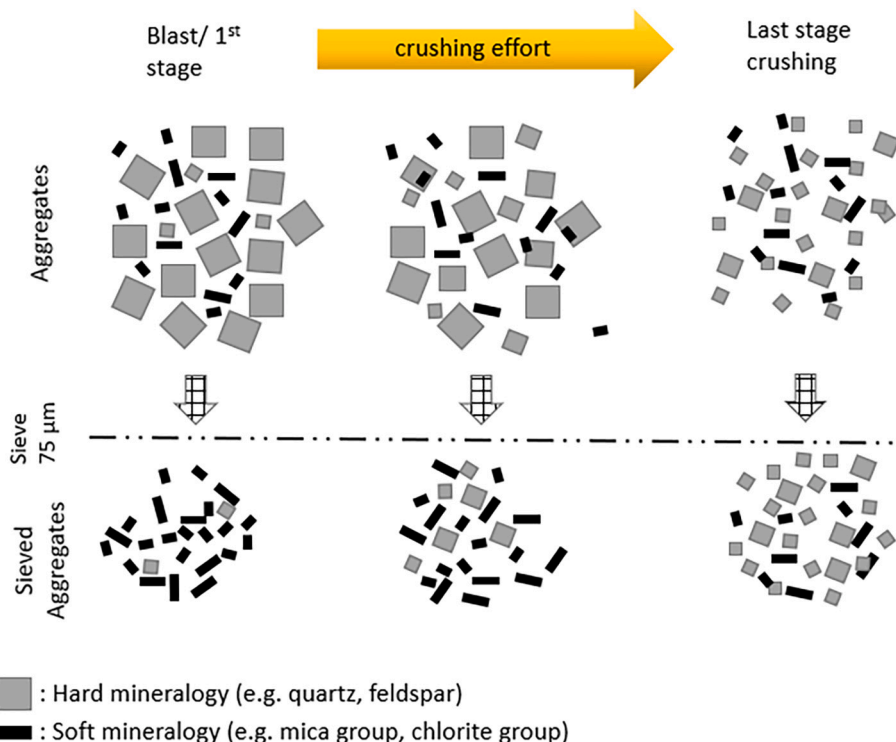 Blast/ 1st
stage
crushing effort
Last stage
crushing
Aggregates
Sieve
75 µm
Sieved
Aggregates
: Hard mineralogy (e.g. quartz, feldspar)
: Soft mineralogy (e.g. mica group, chlorite group)